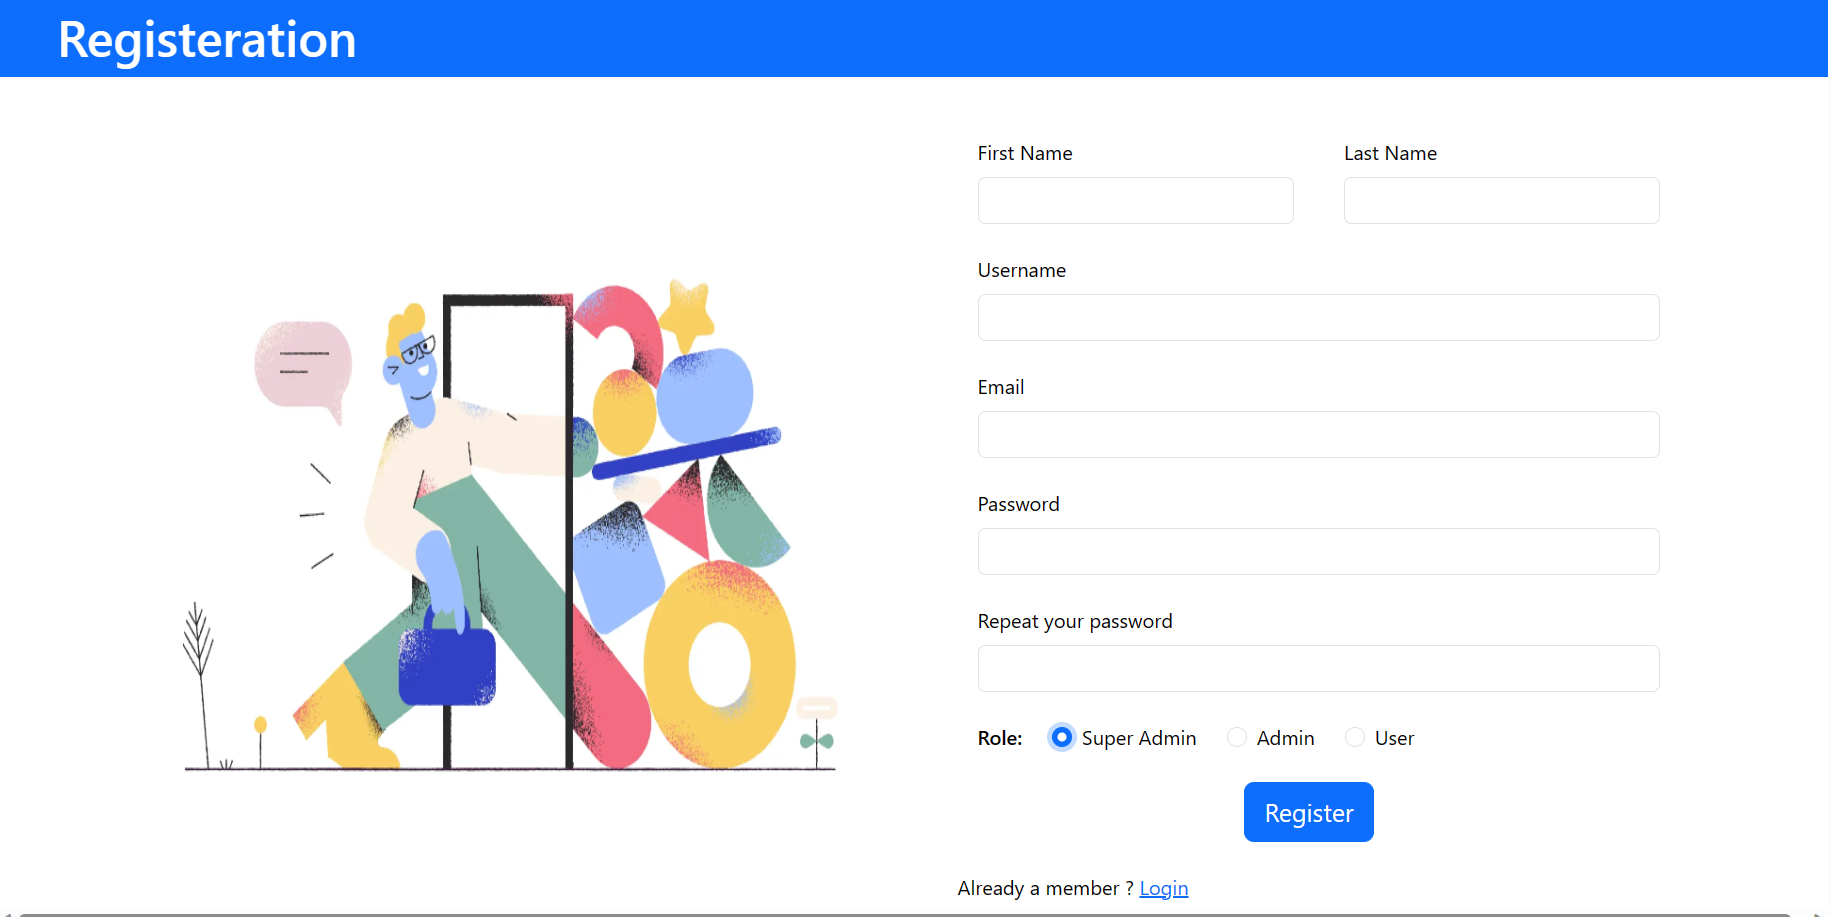 Registeration
First Name Last Name
Username
Email
Password
Repeat your password
Role: Super Admin Admin User
Register
Already a member ? Login